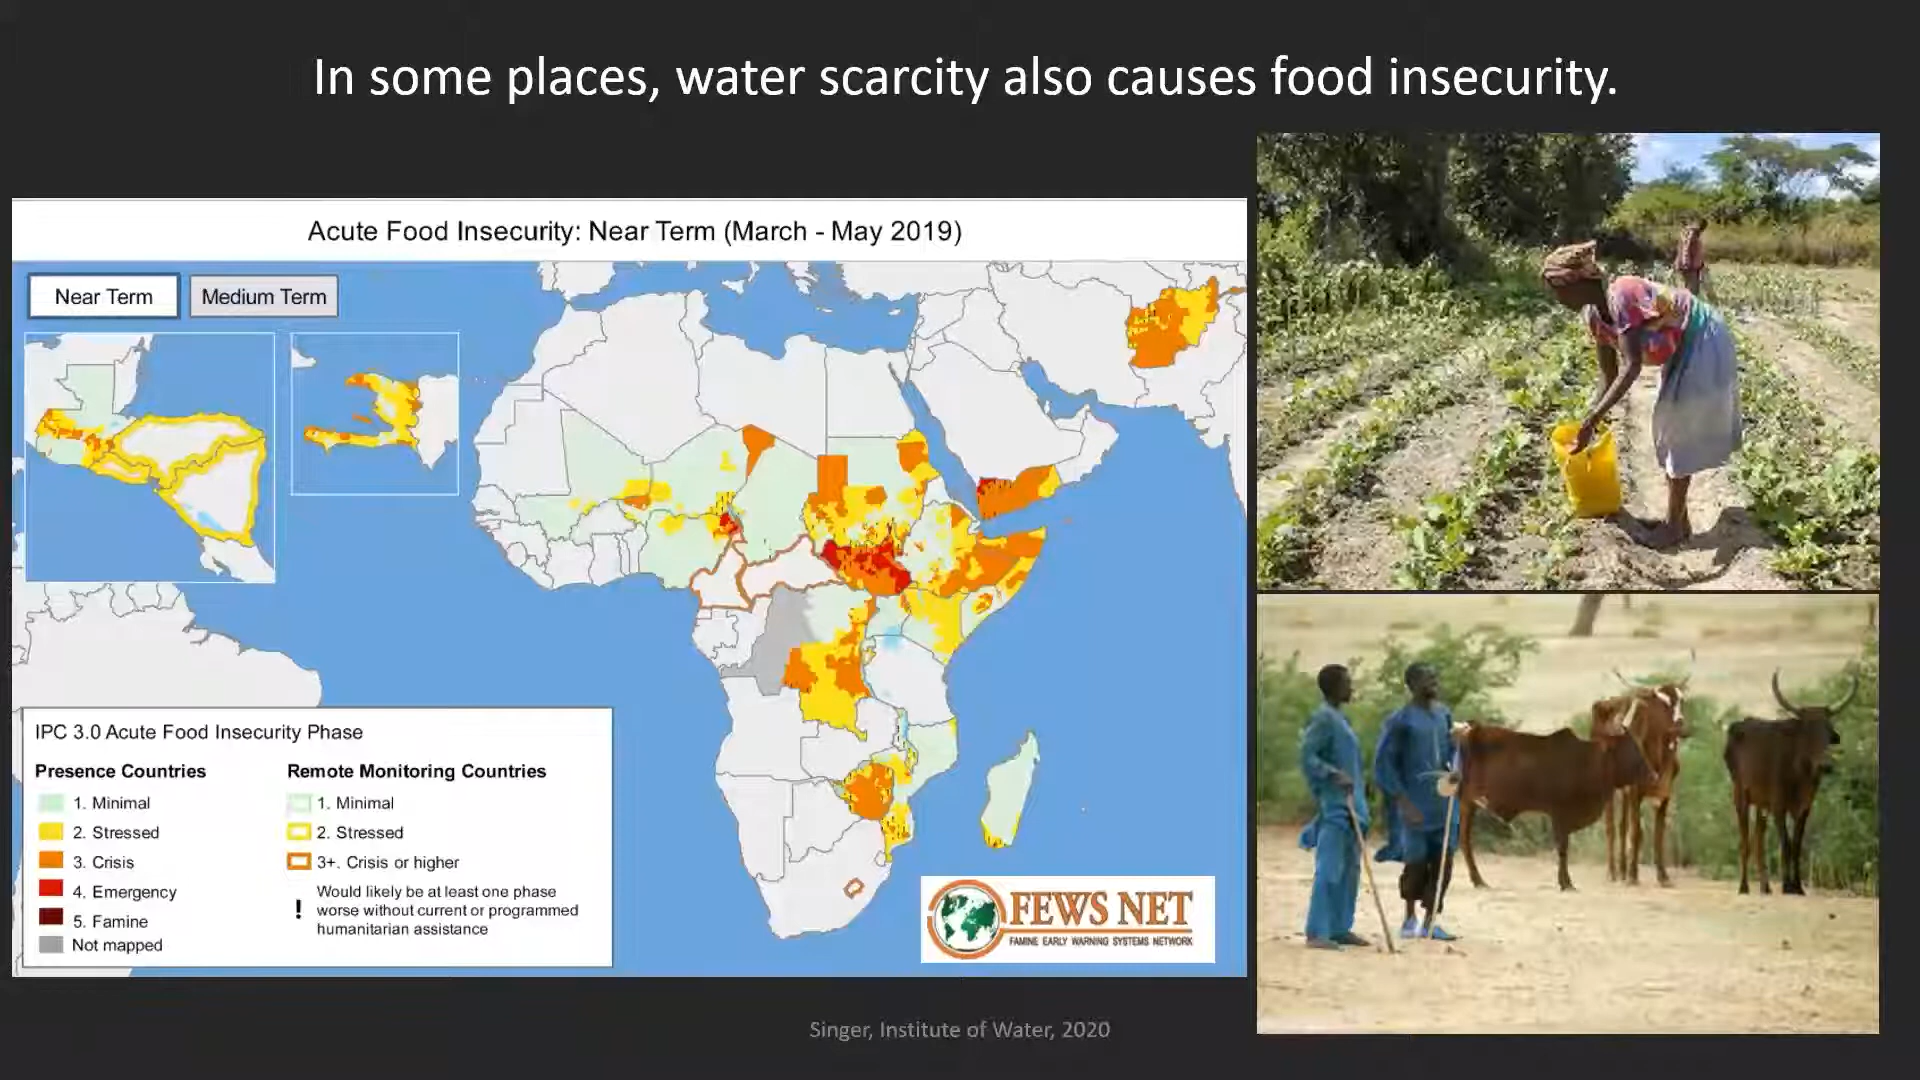 In some places, water scarcity also causes food insecurity.
Acute Food Insecurity: Near Term (March - May 2019)
Near Term
Medium Term
IPC 3.0 Acute Food Insecurity Phase
Presence Countries
1. Minimal
2. Stressed
3. Crisis
4. Emergency
5. Famine
Not mapped
Remote Monitoring Countries
1. Minimal
2. Stressed
3+. Crisis or higher
! Would likely be at least one phase
worse without current or programmed
humanitarian assistance
FEWS NET
FAMINE EARLY WARNING SYSTEMS NETWORK
Singer, Institute of Water, 2020